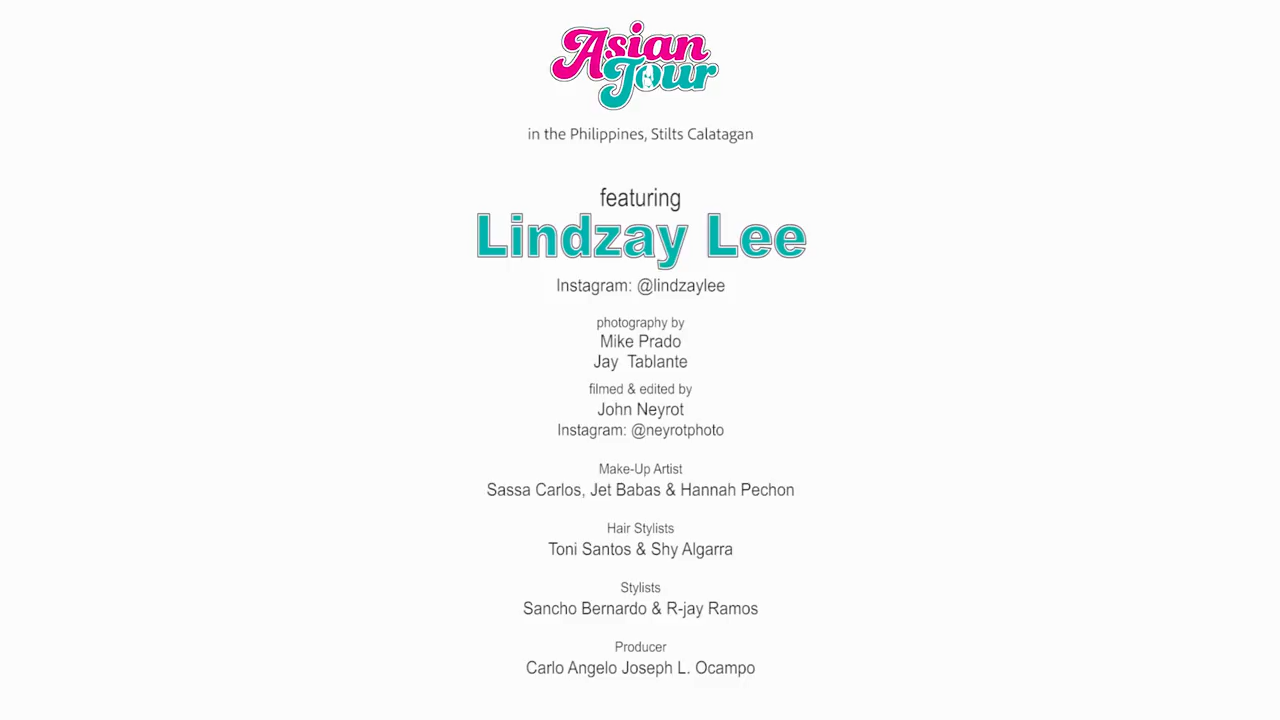 Asian
Tour
in the Philippines, Stilts Calatagan
featuring
Lindzay Lee
Instagram: @lindzaylee
photography by
Mike Prado
Jay Tablante
filmed & edited by
John Neyrot
Instagram: @neyrotphoto
Make-Up Artist
Sassa Carlos, Jet Babas & Hannah Pechon
Hair Stylists
Toni Santos & Shy Algarra
Stylists
Sancho Bernardo & R-jay Ramos
Producer
Carlo Angelo Joseph L. Ocampo